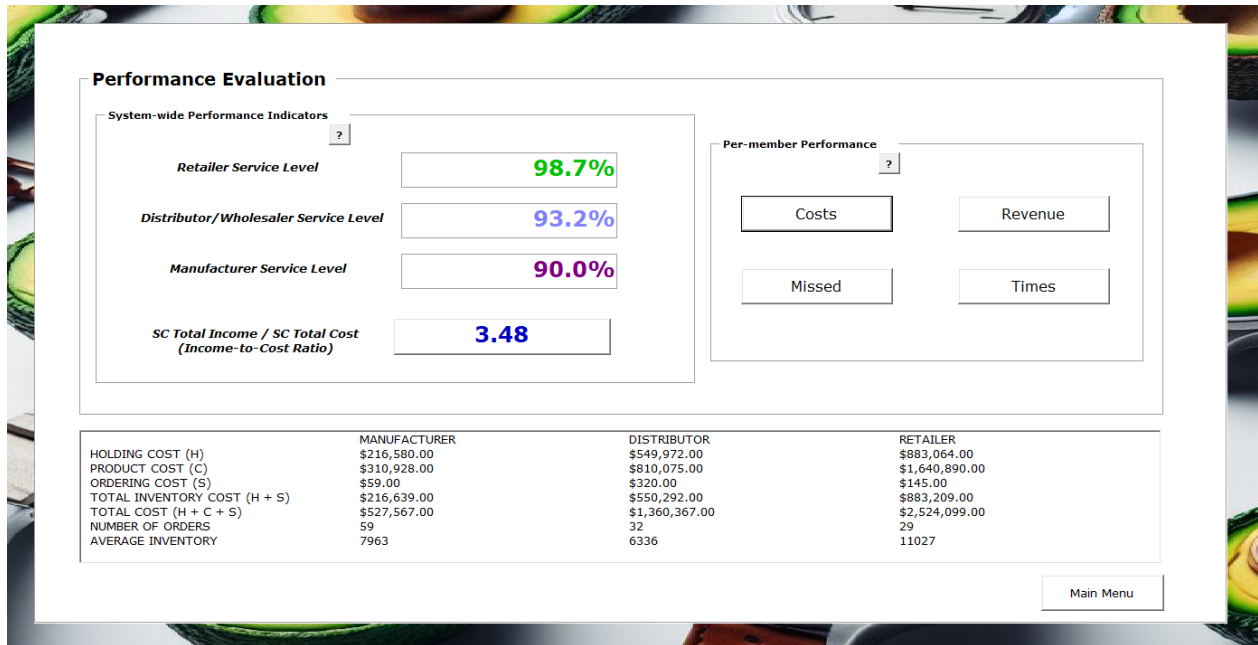 Performance Evaluation
System-wide Performance Indicators
?
Retailer Service Level 98.7%
Distributor/Wholesaler Service Level 93.2%
Manufacturer Service Level 90.0%
SC Total Income / SC Total Cost
(Income-to-Cost Ratio) 3.48
Per-member Performance
?
Costs Revenue
Missed Times
MANUFACTURER DISTRIBUTOR RETAILER
HOLDING COST (H) $216,580.00 $549,972.00 $883,064.00
PRODUCT COST (C) $310,928.00 $810,075.00 $1,640,890.00
ORDERING COST (S) $59.00 $320.00 $145.00
TOTAL INVENTORY COST (H + S) $216,639.00 $550,292.00 $883,209.00
TOTAL COST (H + C + S) $527,567.00 $1,360,367.00 $2,524,099.00
NUMBER OF ORDERS 59 32 29
AVERAGE INVENTORY 7963 6336 11027
Main Menu